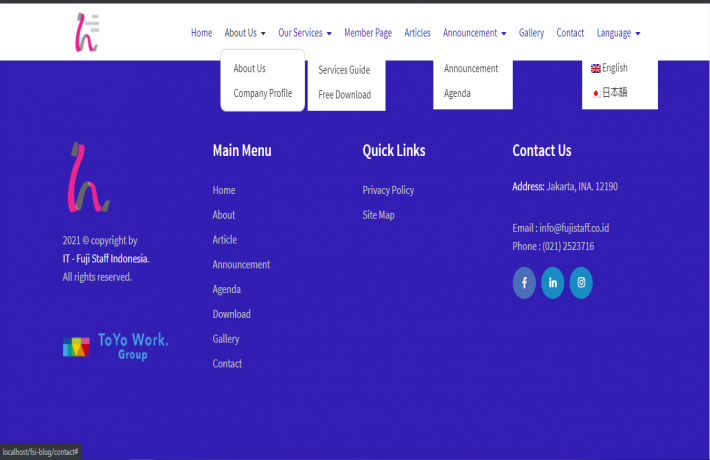 Home
About Us
Our Services
Member Page
Articles
Announcement
Gallery
Contact
Language
About Us
Company Profile
Services Guide
Free Download
Announcement
Agenda
English
日本語
Main Menu
Home
About
Article
Announcement
Agenda
Download
Gallery
Contact
Quick Links
Privacy Policy
Site Map
Contact Us
Address: Jakarta, INA. 12190
Email : info@fujistaff.co.id
Phone : (021) 2523716
f
in
2021 © copyright by
IT - Fuji Staff Indonesia.
All rights reserved.
ToYo Work.
Group
localhost/fsi-blog/contact#